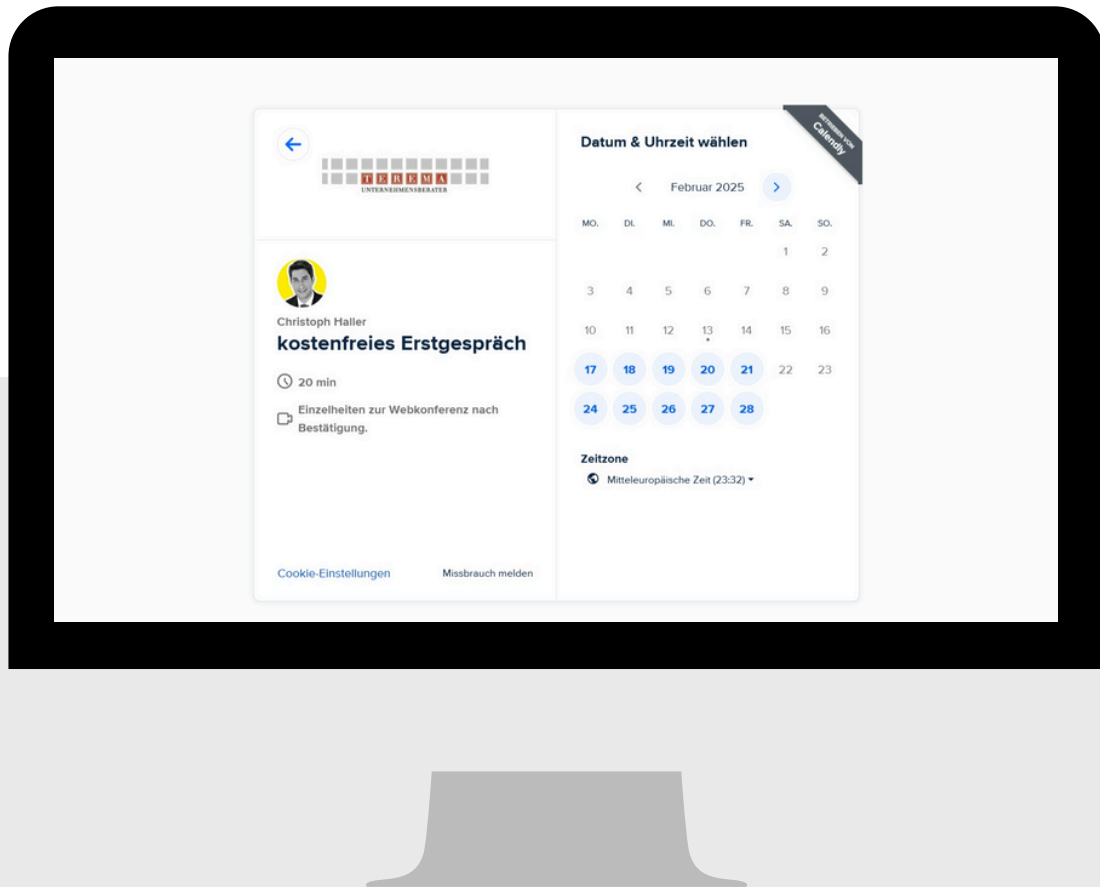 TEREMA
UNTERNEHMENSBERATER
Christoph Haller
kostenfreies Erstgespräch
20 min
Einzelheiten zur Webkonferenz nach
Bestätigung.
Cookie-Einstellungen
Missbrauch melden
BETRIEBEN VON
Calendly
Datum & Uhrzeit wählen
Februar 2025
MO. DI. MI. DO. FR. SA. SO.
1 2
3 4 5 6 7 8 9
10 11 12 13 14 15 16
17 18 19 20 21 22 23
24 25 26 27 28
Zeitzone
Mitteleuropäische Zeit (23:32)